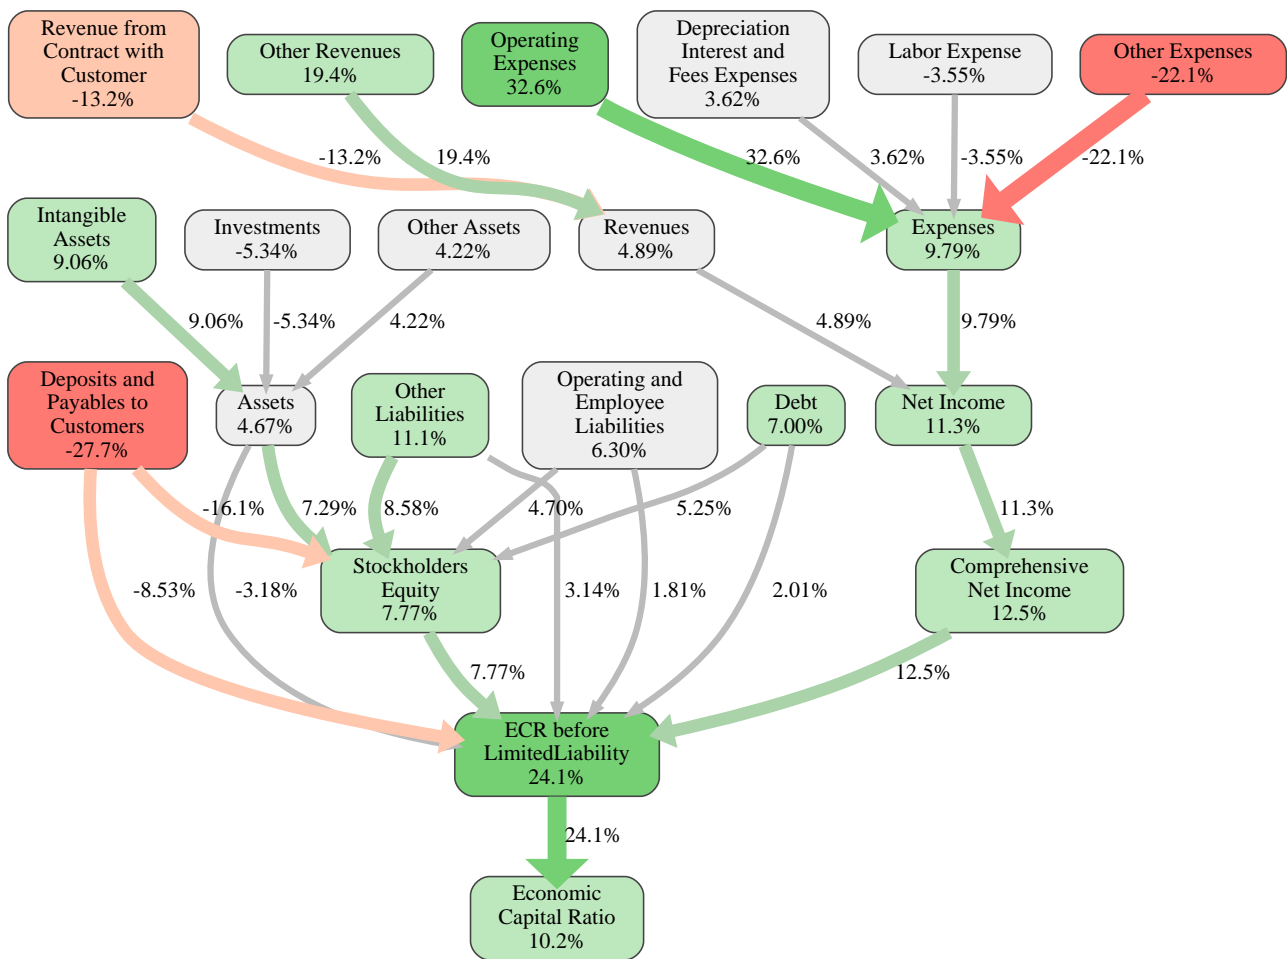 Revenue from
Contract with
Customer
-13.2%
Other Revenues
19.4%
Operating
Expenses
32.6%
Depreciation
Interest and
Fees Expenses
3.62%
Labor Expense
-3.55%
Other Expenses
-22.1%
-13.2%
19.4%
32.6%
3.62%
-3.55%
-22.1%
Intangible
Assets
9.06%
Investments
-5.34%
Other Assets
4.22%
Revenues
4.89%
Expenses
9.79%
9.06%
-5.34%
4.22%
4.89%
9.79%
Deposits and
Payables to
Customers
-27.7%
Assets
4.67%
Other
Liabilities
11.1%
Operating and
Employee
Liabilities
6.30%
Debt
7.00%
Net Income
11.3%
-16.1%
7.29%
8.58%
4.70%
5.25%
11.3%
-8.53%
-3.18%
Stockholders
Equity
7.77%
3.14%
1.81%
2.01%
Comprehensive
Net Income
12.5%
7.77%
12.5%
ECR before
LimitedLiability
24.1%
24.1%
Economic
Capital Ratio
10.2%